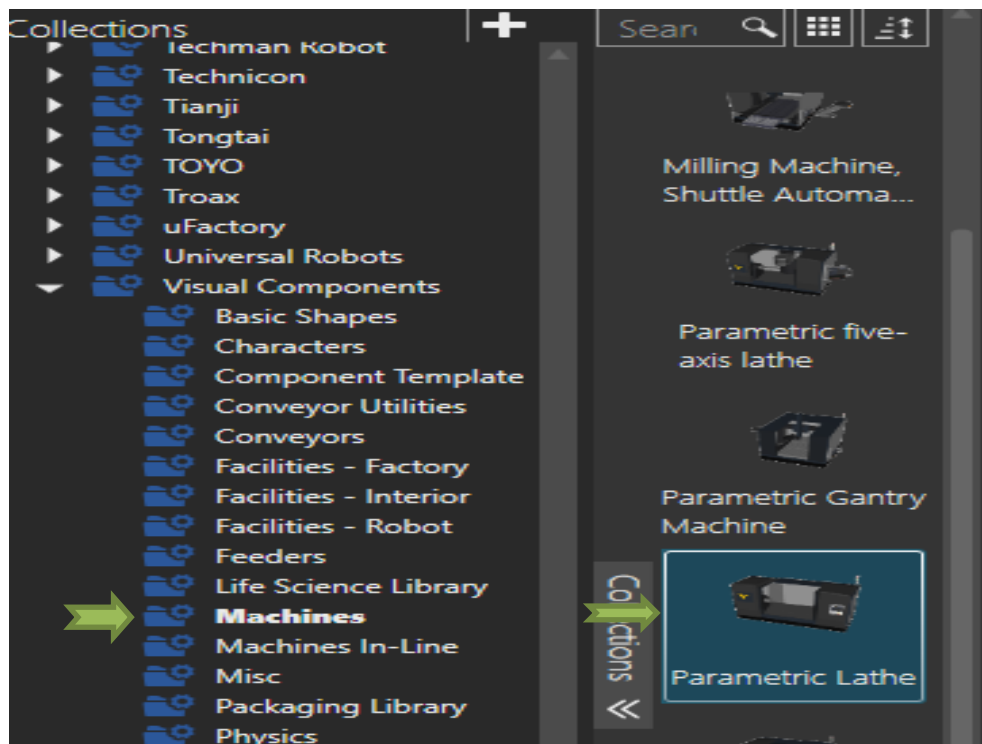 Collections
Techman Robot
Technicon
Tianji
Tongtai
TOYO
Troax
uFactory
Universal Robots
Visual Components
Basic Shapes
Characters
Component Template
Conveyor Utilities
Conveyors
Facilities - Factory
Facilities - Interior
Facilities - Robot
Feeders
Life Science Library
Machines
Machines In-Line
Misc
Packaging Library
Physics
Sear
Milling Machine,
Shuttle Automa...
Parametric five-
axis lathe
Parametric Gantry
Machine
Parametric Lathe
Collections